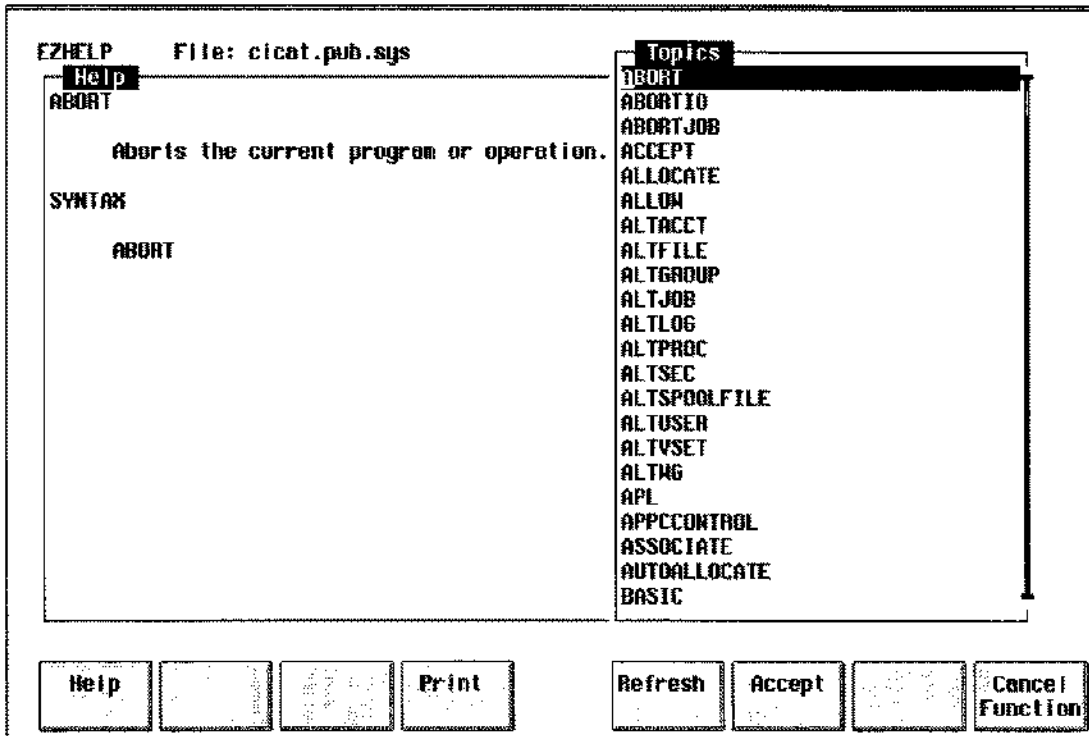 EZHELP File: cicat.pub.sys
Help
ABORT
Aborts the current program or operation.
SYNTAX
ABORT
Topics
ABORT
ABORTIO
ABORTJOB
ACCEPT
ALLOCATE
ALLOW
ALTACCT
ALTFILE
ALTGROUP
ALTJOB
ALTLOG
ALTPROC
ALTSEC
ALTSPOOLFILE
ALTUSER
ALTVSET
ALTWG
APL
APPCCONTROL
ASSOCIATE
AUTOALLOCATE
BASIC
Help
Print
Refresh
Accept
Cancel
Function